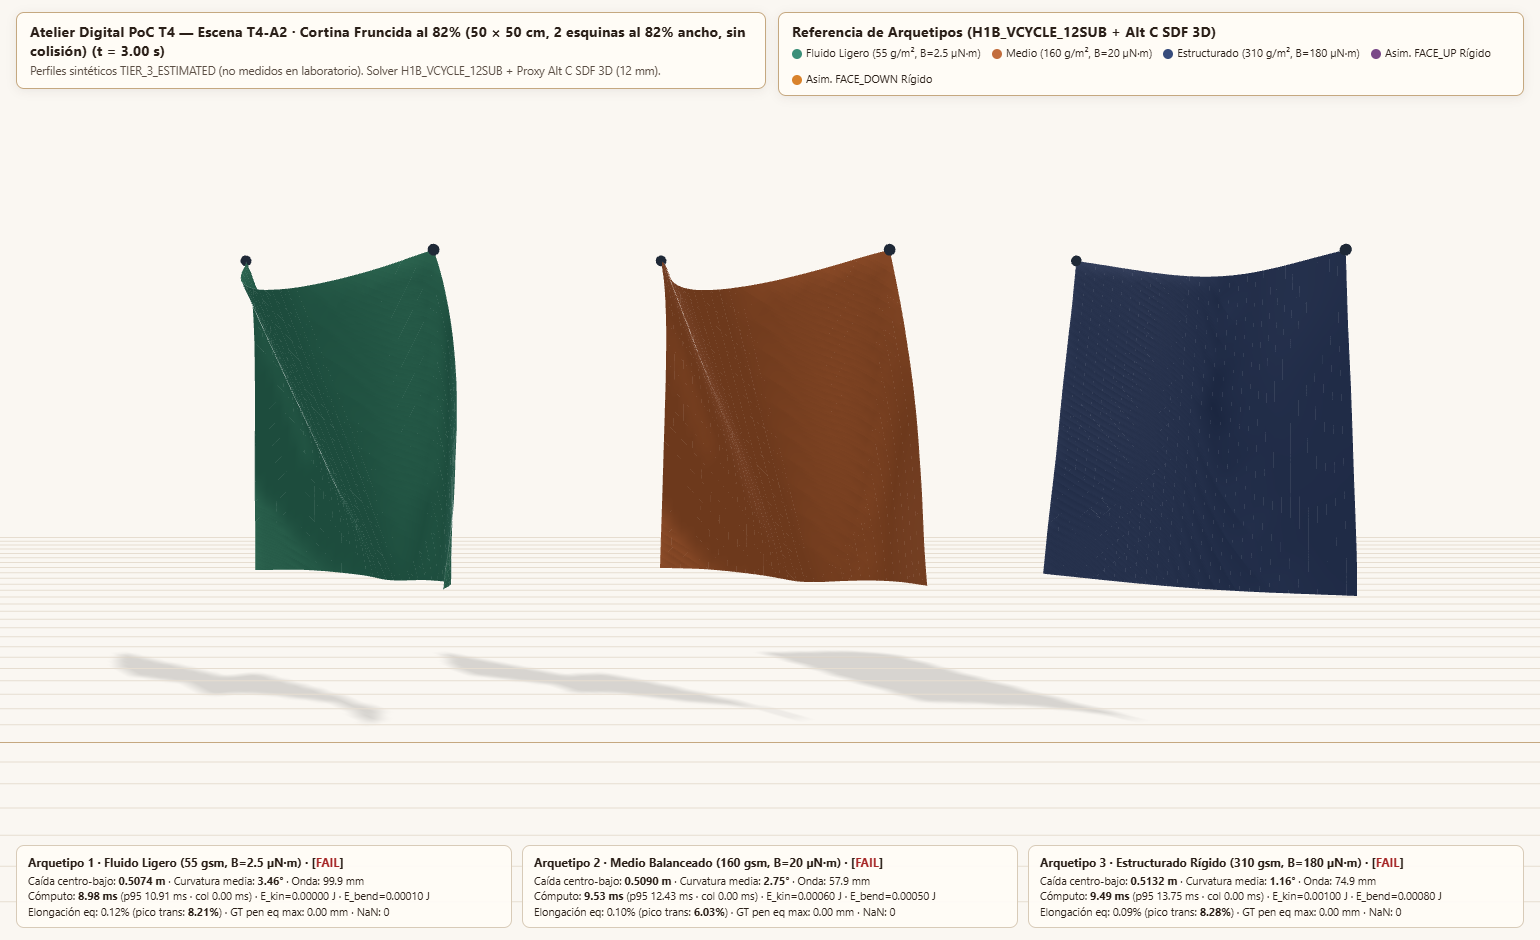 Atelier Digital PoC T4 — Escena T4-A2 · Cortina Fruncida al 82% (50 × 50 cm, 2 esquinas al 82% ancho, sin
colisión) (t = 3.00 s)
Perfiles sintéticos TIER_3_ESTIMATED (no medidos en laboratorio). Solver H1B_VCYCLE_12SUB + Proxy Alt C SDF 3D (12 mm).
Referencia de Arquetipos (H1B_VCYCLE_12SUB + Alt C SDF 3D)
Fluido Ligero (55 g/m², B=2.5 µN·m) Medio (160 g/m², B=20 µN·m) Estructurado (310 g/m², B=180 µN·m) Asim. FACE_UP Rígido
Asim. FACE_DOWN Rígido
Arquetipo 1 · Fluido Ligero (55 gsm, B=2.5 µN·m) · [FAIL]
Caída centro-bajo: 0.5074 m · Curvatura media: 3.46° · Onda: 99.9 mm
Cómputo: 8.98 ms (p95 10.91 ms · col 0.00 ms) · E_kin=0.00000 J · E_bend=0.00010 J
Elongación eq: 0.12% (pico trans: 8.21%) · GT pen eq max: 0.00 mm · NaN: 0
Arquetipo 2 · Medio Balanceado (160 gsm, B=20 µN·m) · [FAIL]
Caída centro-bajo: 0.5090 m · Curvatura media: 2.75° · Onda: 57.9 mm
Cómputo: 9.53 ms (p95 12.43 ms · col 0.00 ms) · E_kin=0.00060 J · E_bend=0.00050 J
Elongación eq: 0.10% (pico trans: 6.03%) · GT pen eq max: 0.00 mm · NaN: 0
Arquetipo 3 · Estructurado Rígido (310 gsm, B=180 µN·m) · [FAIL]
Caída centro-bajo: 0.5132 m · Curvatura media: 1.16° · Onda: 74.9 mm
Cómputo: 9.49 ms (p95 13.75 ms · col 0.00 ms) · E_kin=0.00100 J · E_bend=0.00080 J
Elongación eq: 0.09% (pico trans: 8.28%) · GT pen eq max: 0.00 mm · NaN: 0